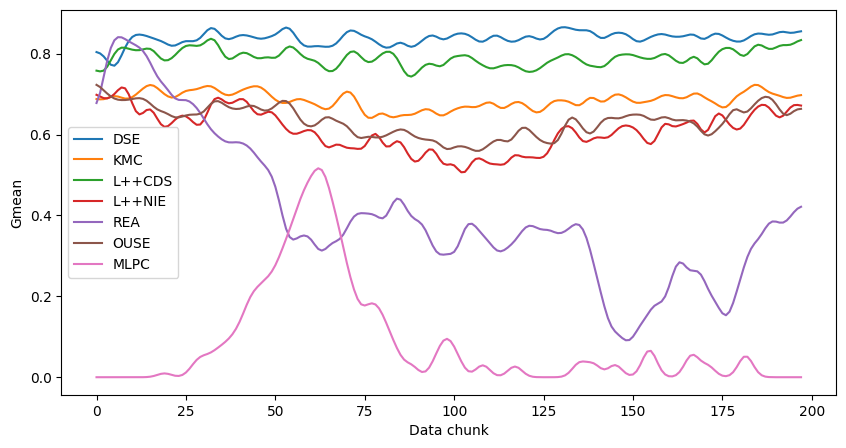 Gmean
0.8
0.6
0.4
0.2
0.0
DSE
KMC
L++CDS
L++NIE
REA
OUSE
MLPC
0 25 50 75 100 125 150 175 200
Data chunk